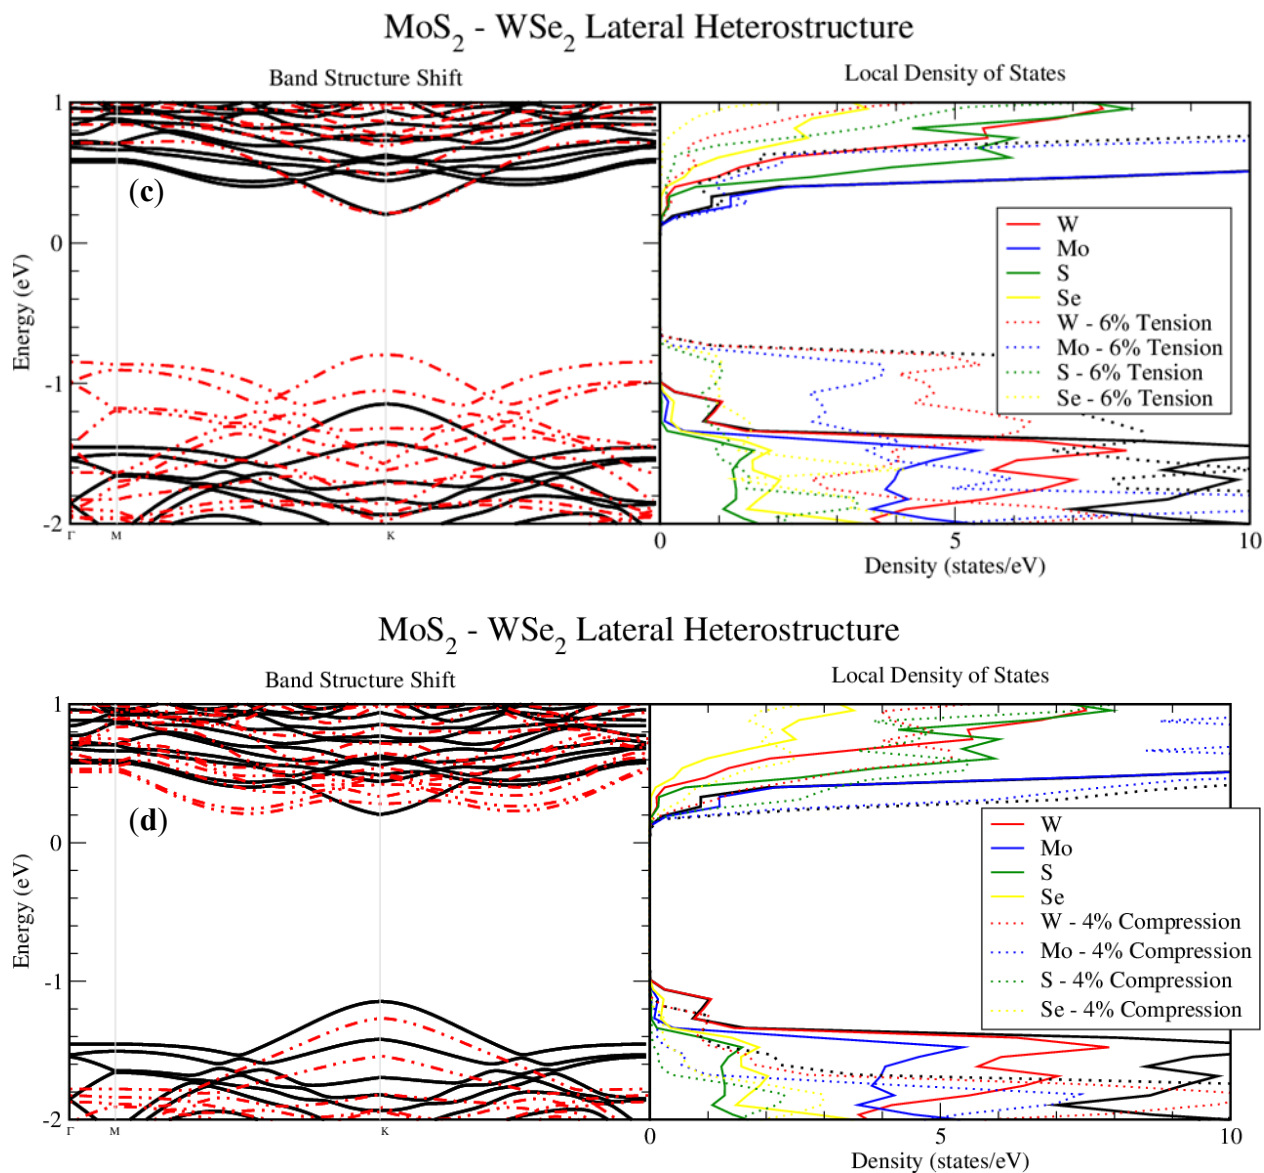 MoS2 - WSe2 Lateral Heterostructure
Band Structure Shift
Local Density of States
(c)
Energy (eV)
1
0
-1
-2
Γ
M
K
W
Mo
S
Se
W - 6% Tension
Mo - 6% Tension
S - 6% Tension
Se - 6% Tension
0
5
10
Density (states/eV)
MoS2 - WSe2 Lateral Heterostructure
Band Structure Shift
Local Density of States
(d)
Energy (eV)
1
0
-1
-2
Γ
M
K
W
Mo
S
Se
W - 4% Compression
Mo - 4% Compression
S - 4% Compression
Se - 4% Compression
0
5
10
Density (states/eV)